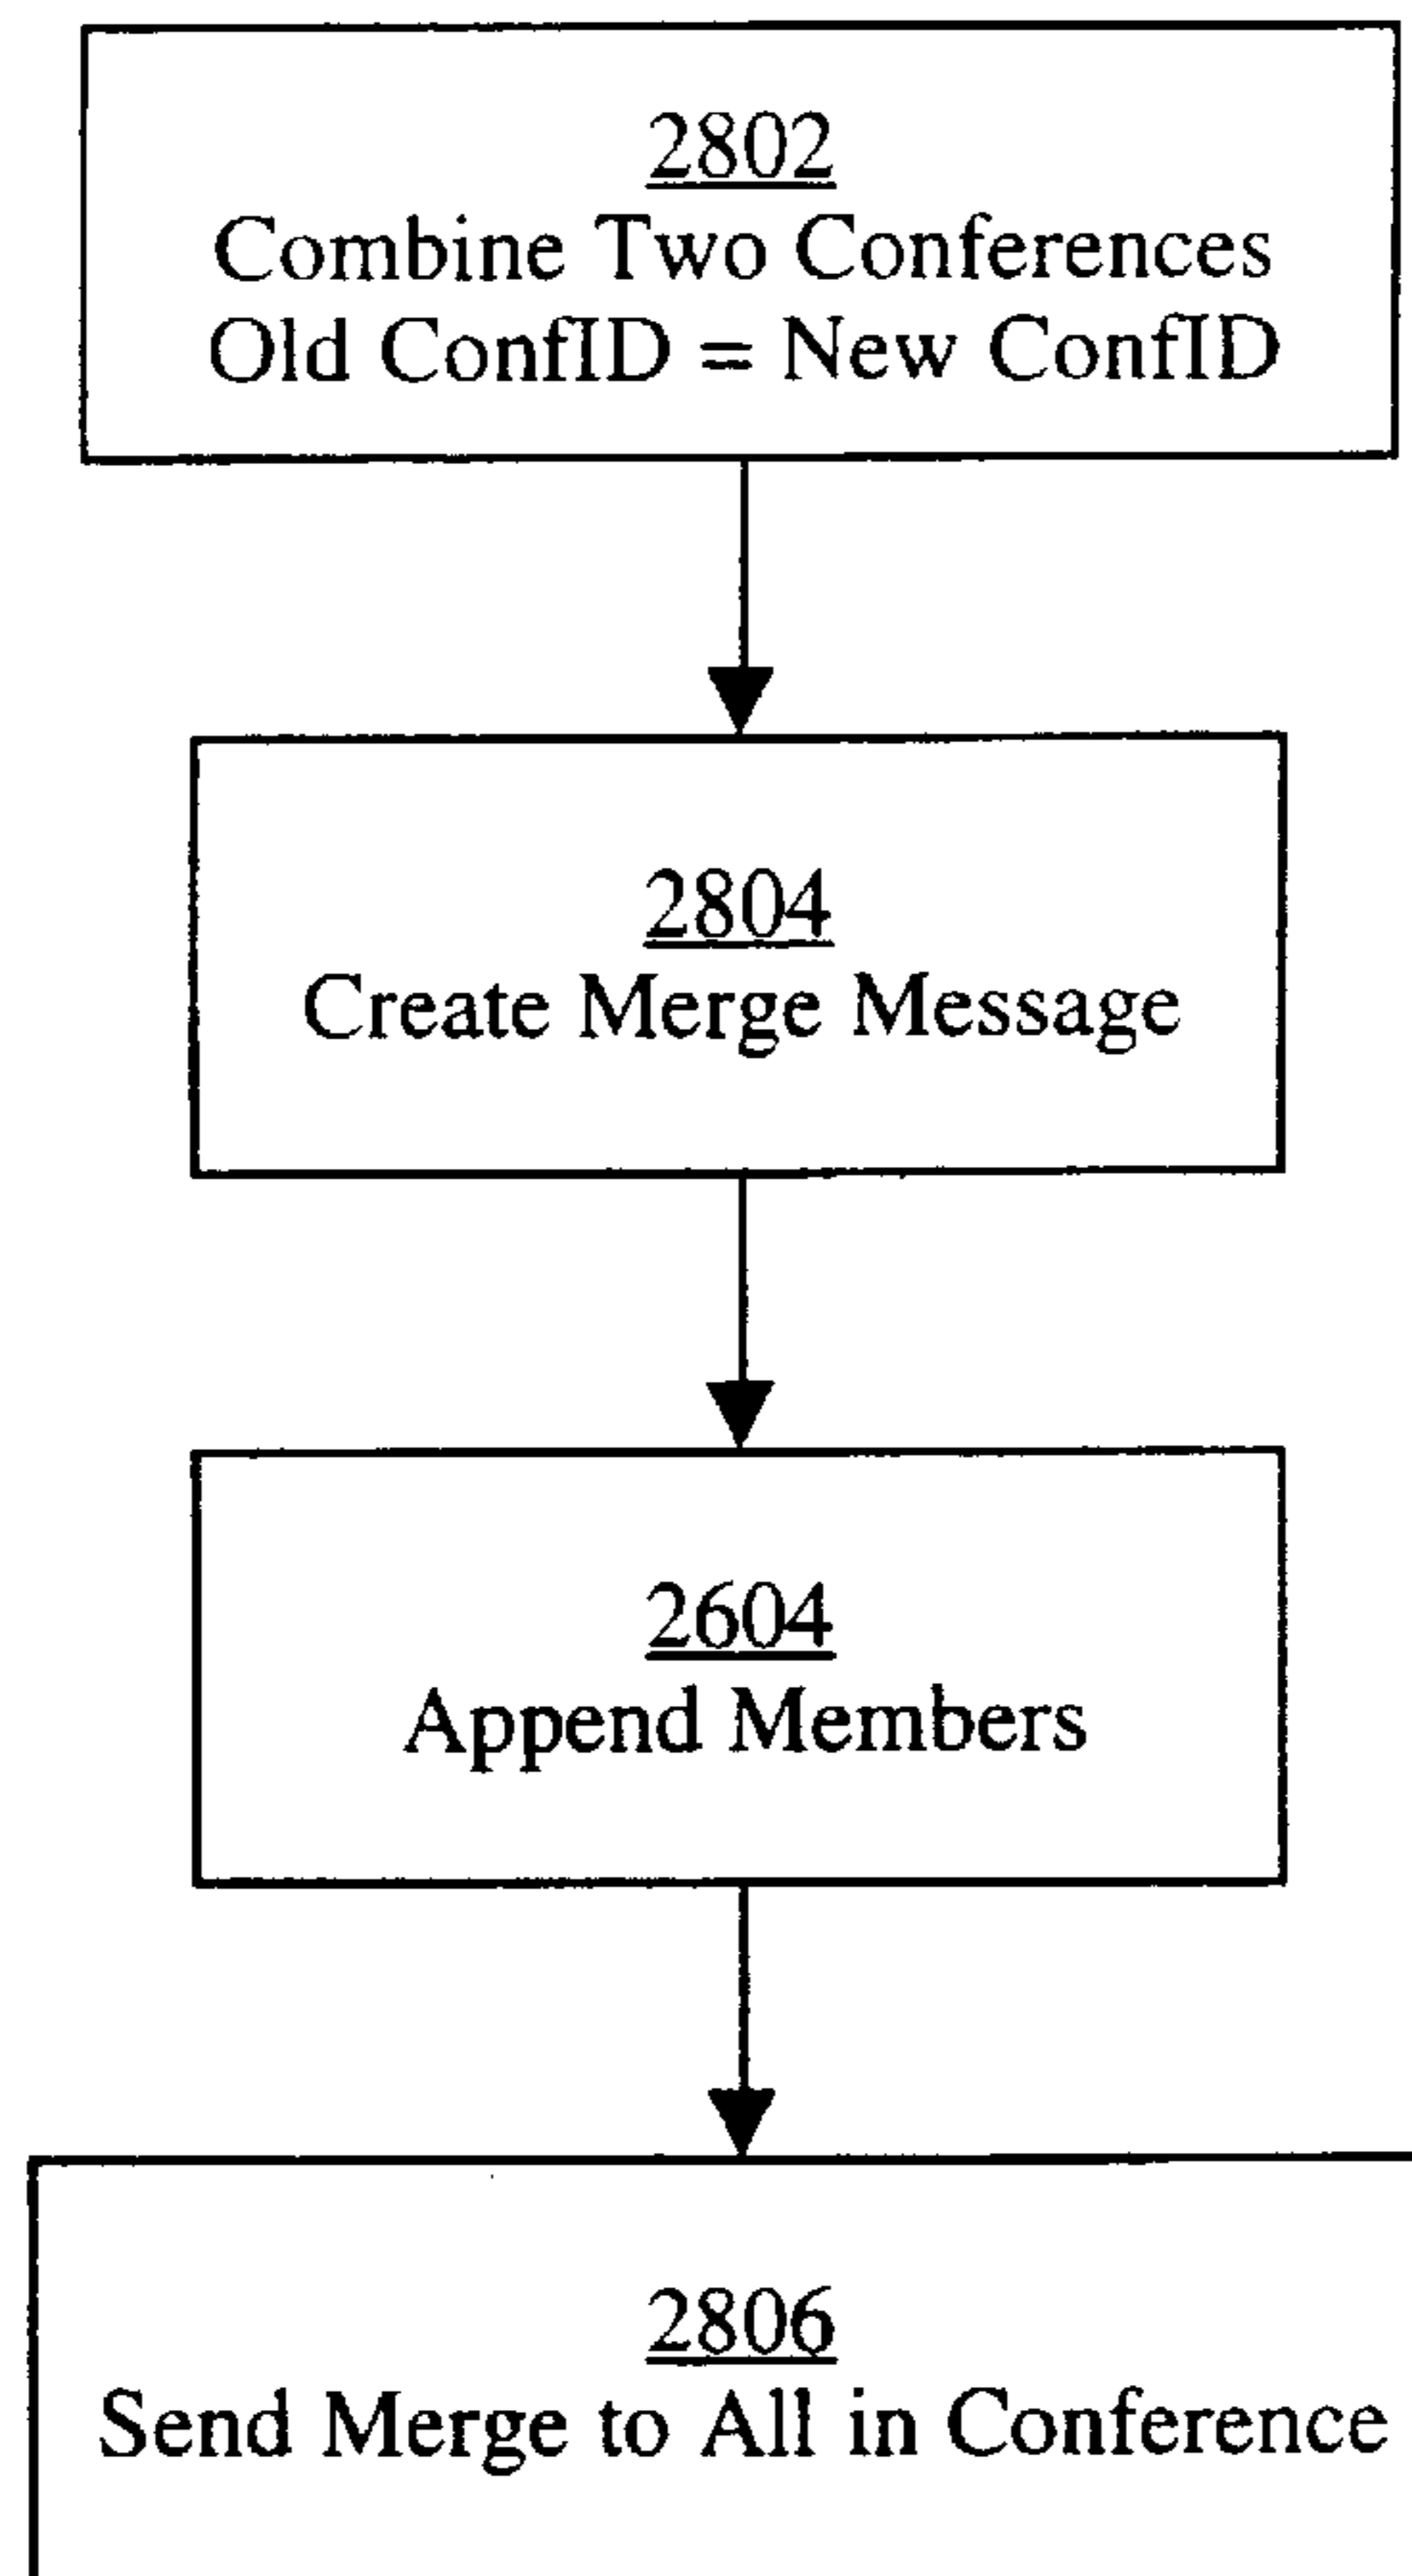 2802
Combine Two Conferences
Old ConfID = New ConfID
2804
Create Merge Message
2604
Append Members
2806
Send Merge to All in Conference